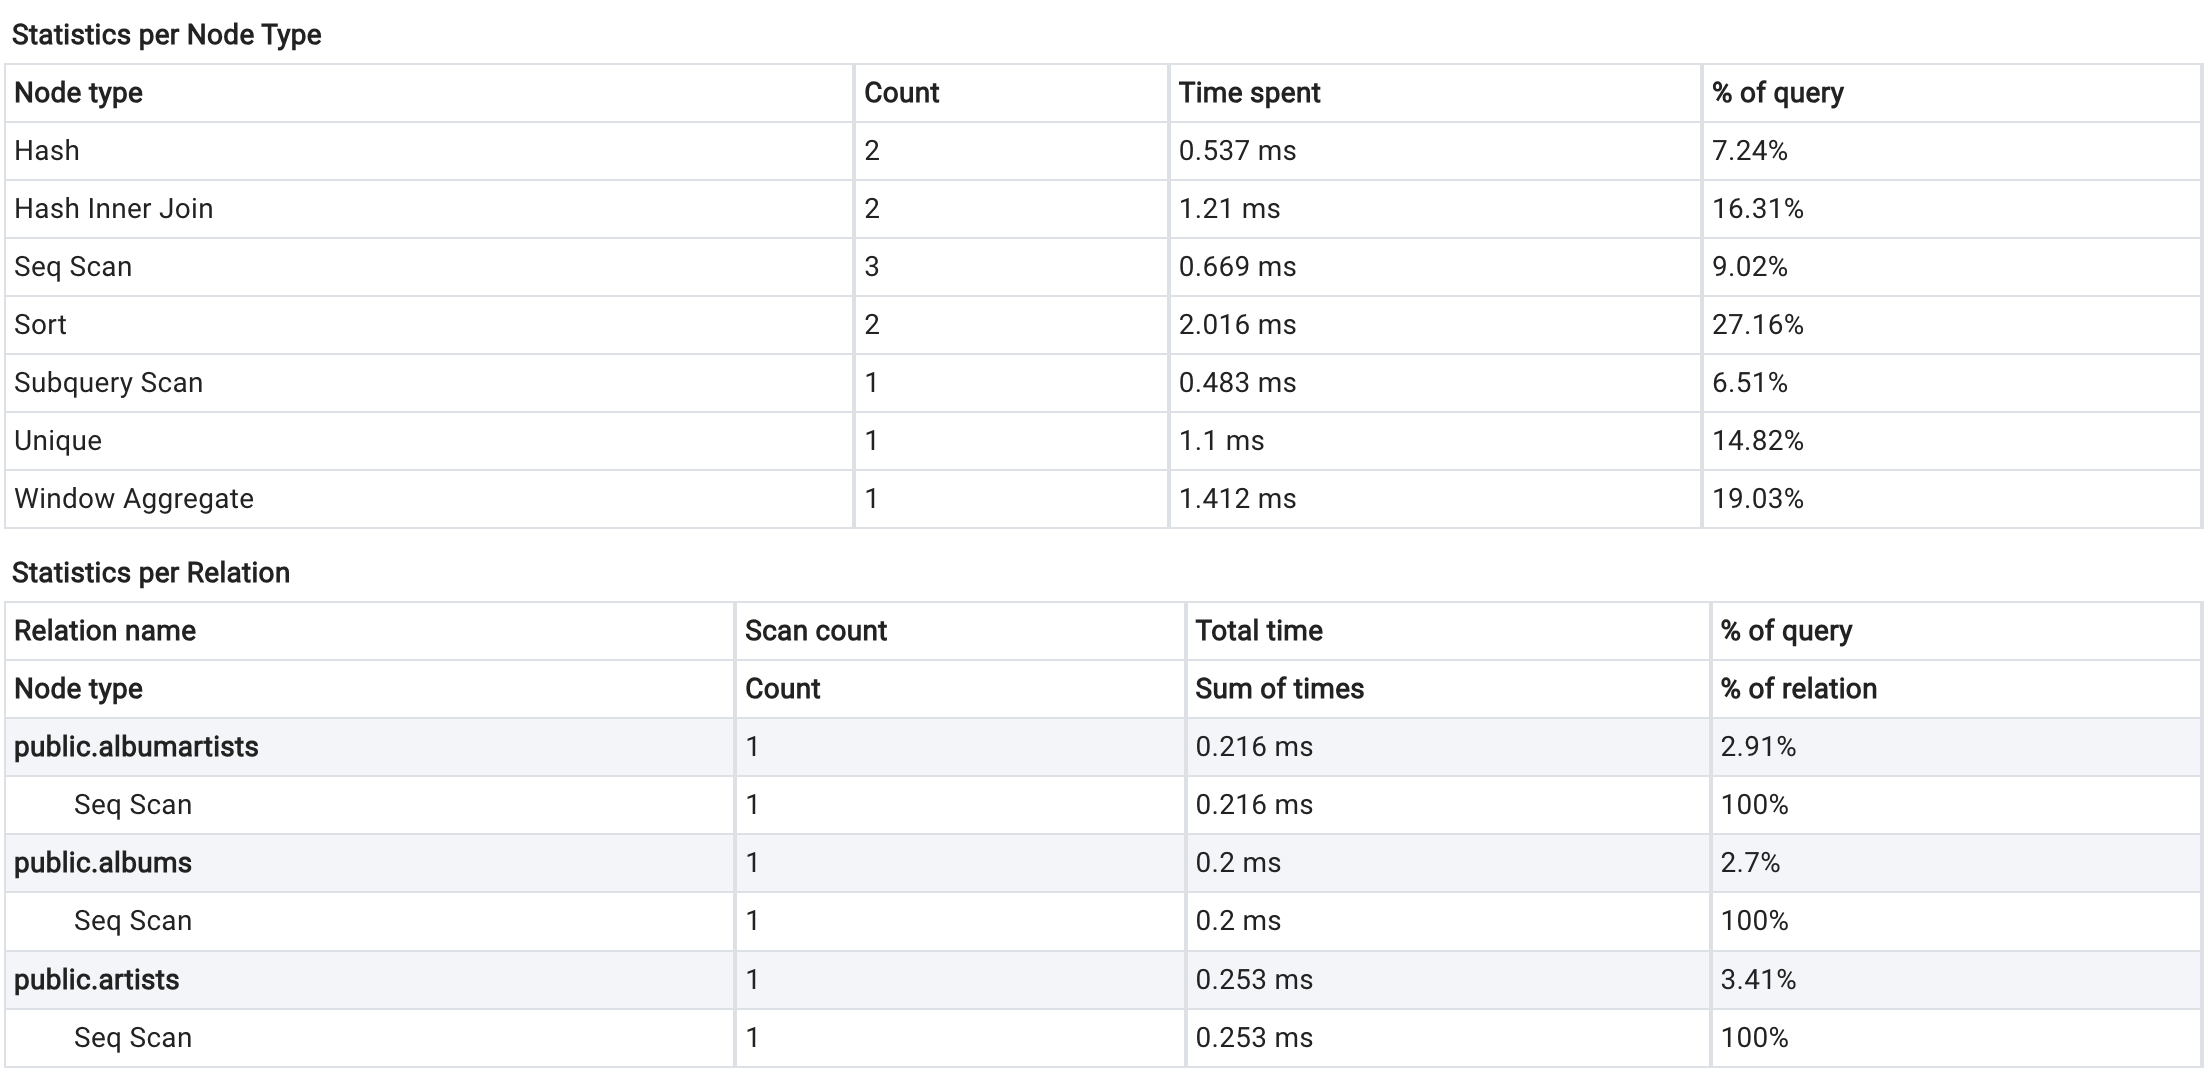 Statistics per Node Type
Node type Count Time spent % of query
Hash 2 0.537 ms 7.24%
Hash Inner Join 2 1.21 ms 16.31%
Seq Scan 3 0.669 ms 9.02%
Sort 2 2.016 ms 27.16%
Subquery Scan 1 0.483 ms 6.51%
Unique 1 1.1 ms 14.82%
Window Aggregate 1 1.412 ms 19.03%
Statistics per Relation
Relation name Scan count Total time % of query
Node type Count Sum of times % of relation
public.albumartists 1 0.216 ms 2.91%
Seq Scan 1 0.216 ms 100%
public.albums 1 0.2 ms 2.7%
Seq Scan 1 0.2 ms 100%
public.artists 1 0.253 ms 3.41%
Seq Scan 1 0.253 ms 100%